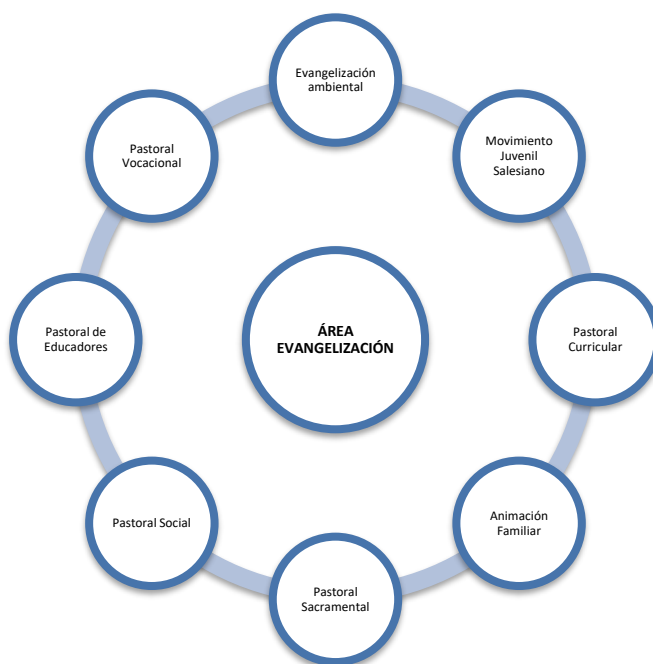 Evangelización
ambiental
Movimiento
Juvenil
Salesiano
Pastoral
Curricular
Animación
Familiar
Pastoral
Sacramental
Pastoral Social
Pastoral de
Educadores
Pastoral
Vocacional
ÁREA
EVANGELIZACIÓN